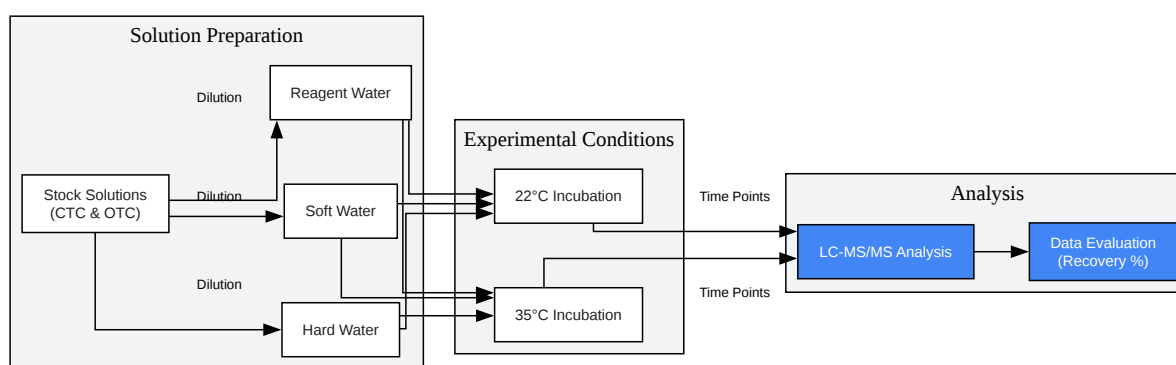 Solution Preparation
Dilution
Reagent Water
Stock Solutions
(CTC & OTC)
Dilution
Soft Water
Dilution
Hard Water
Experimental Conditions
22°C Incubation
35°C Incubation
Time Points
Time Points
Analysis
LC-MS/MS Analysis
Data Evaluation
(Recovery %)